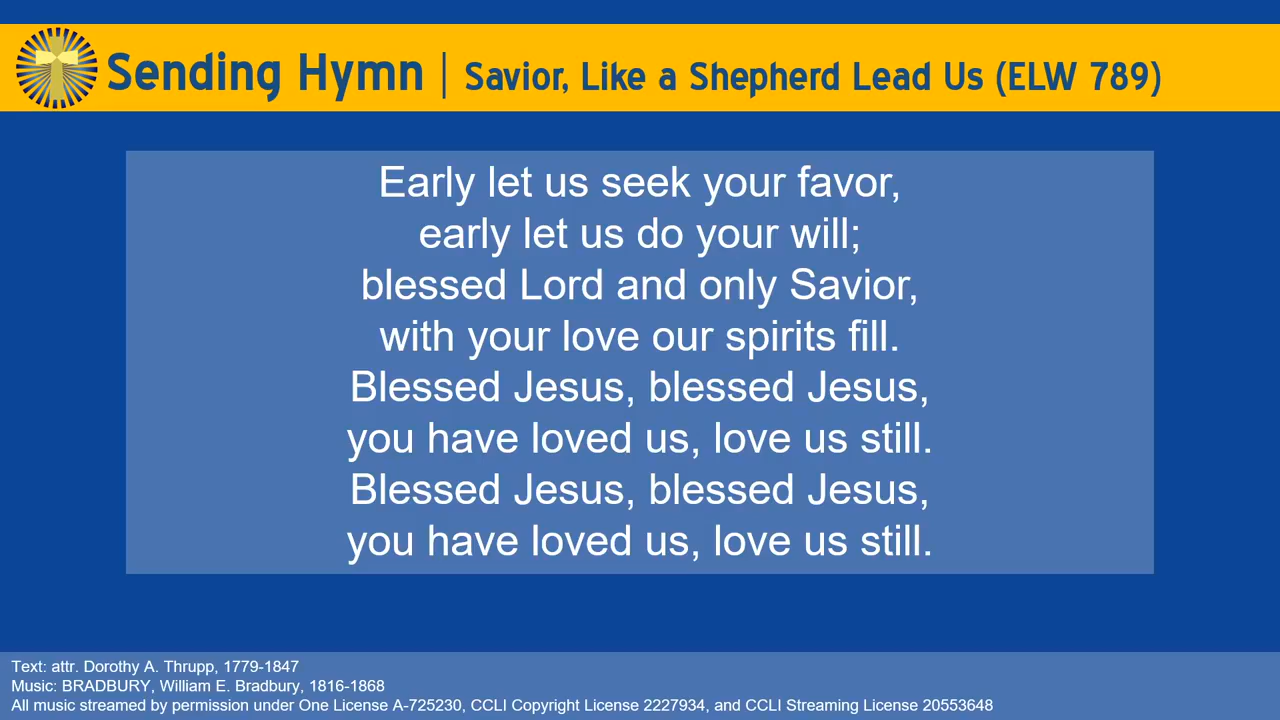 Sending Hymn | Savior, Like a Shepherd Lead Us (ELW 789)
Early let us seek your favor,
early let us do your will;
blessed Lord and only Savior,
with your love our spirits fill.
Blessed Jesus, blessed Jesus,
you have loved us, love us still.
Blessed Jesus, blessed Jesus,
you have loved us, love us still.
Text: attr. Dorothy A. Thrupp, 1779-1847
Music: BRADBURY, William E. Bradbury, 1816-1868
All music streamed by permission under One License A-725230, CCLI Copyright License 2227934, and CCLI Streaming License 20553648